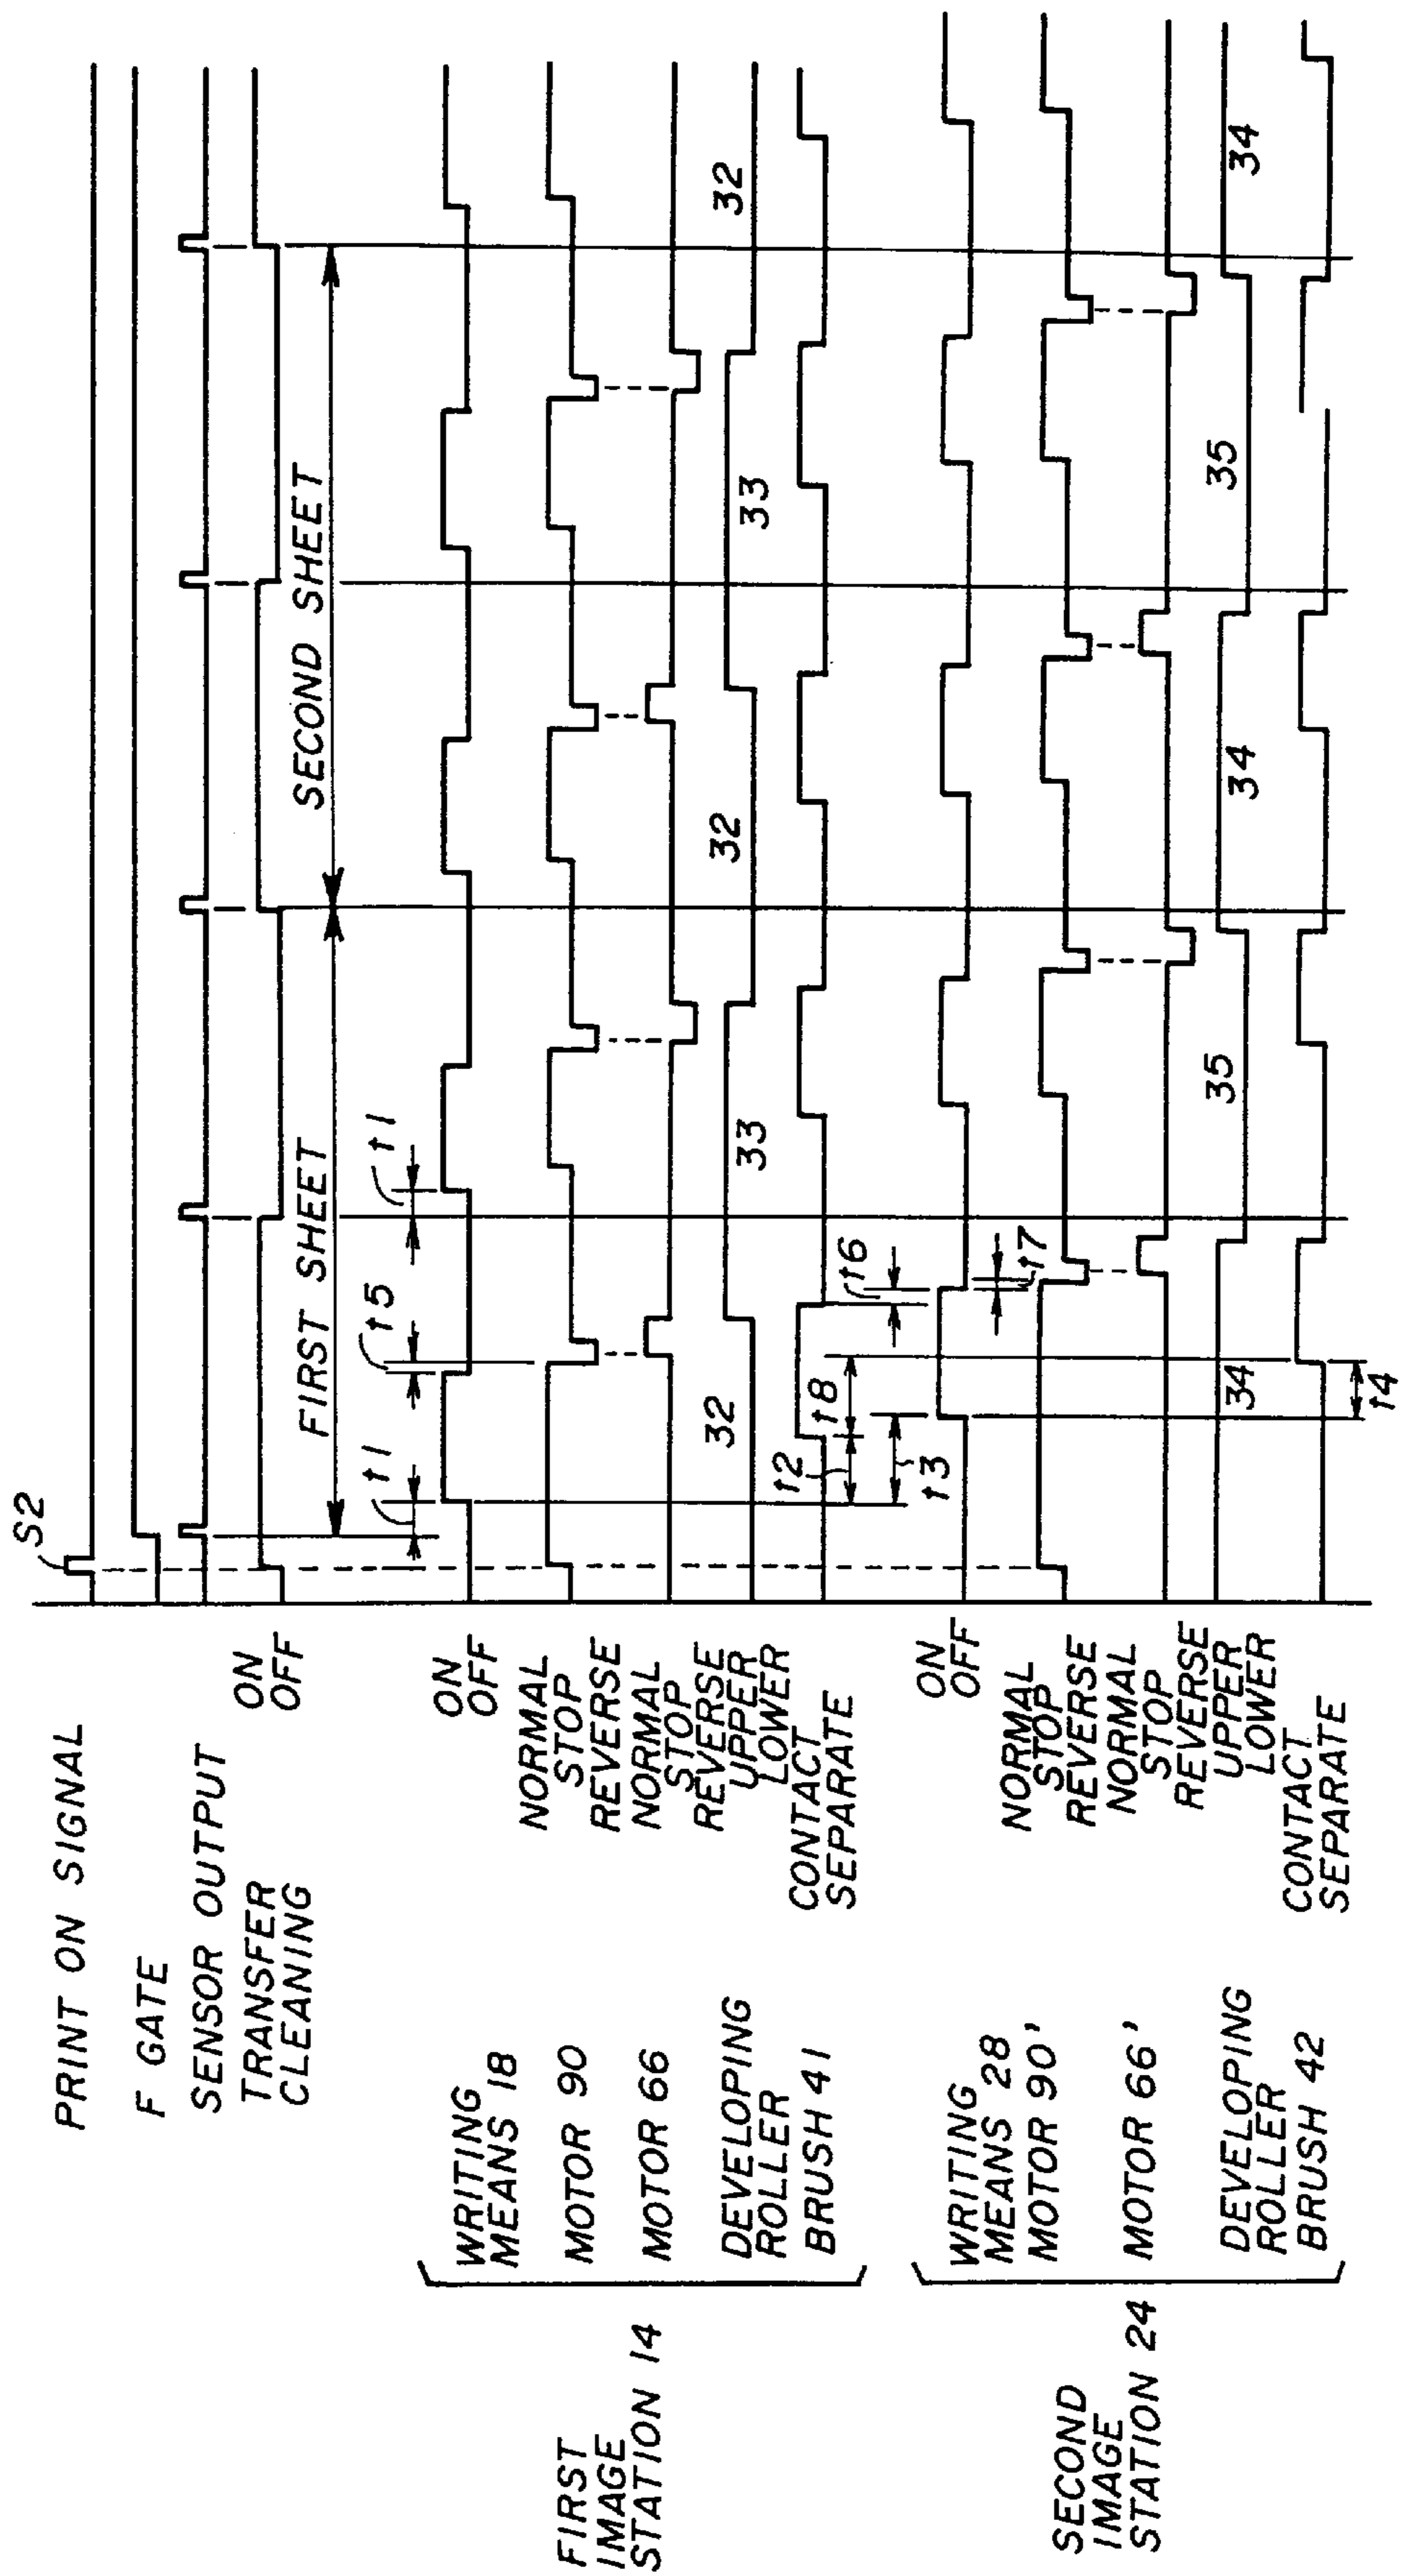 S2
PRINT ON SIGNAL
F GATE
SENSOR OUTPUT
TRANSFER
CLEANING
ON
OFF
FIRST SHEET
SECOND SHEET
t1
t5
t1
FIRST
IMAGE
STATION 14
WRITING
MEANS 18
ON
OFF
MOTOR 90
NORMAL
STOP
REVERSE
MOTOR 66
NORMAL
STOP
REVERSE
DEVELOPING
ROLLER
UPPER
LOWER
32
33
32
33
32
BRUSH 41
CONTACT
SEPARATE
t2
t8
t6
t3
SECOND
IMAGE
STATION 24
WRITING
MEANS 28
ON
OFF
t7
MOTOR 90'
NORMAL
STOP
REVERSE
MOTOR 66'
NORMAL
STOP
REVERSE
DEVELOPING
ROLLER
UPPER
LOWER
34
35
34
35
34
BRUSH 42
CONTACT
SEPARATE
t4